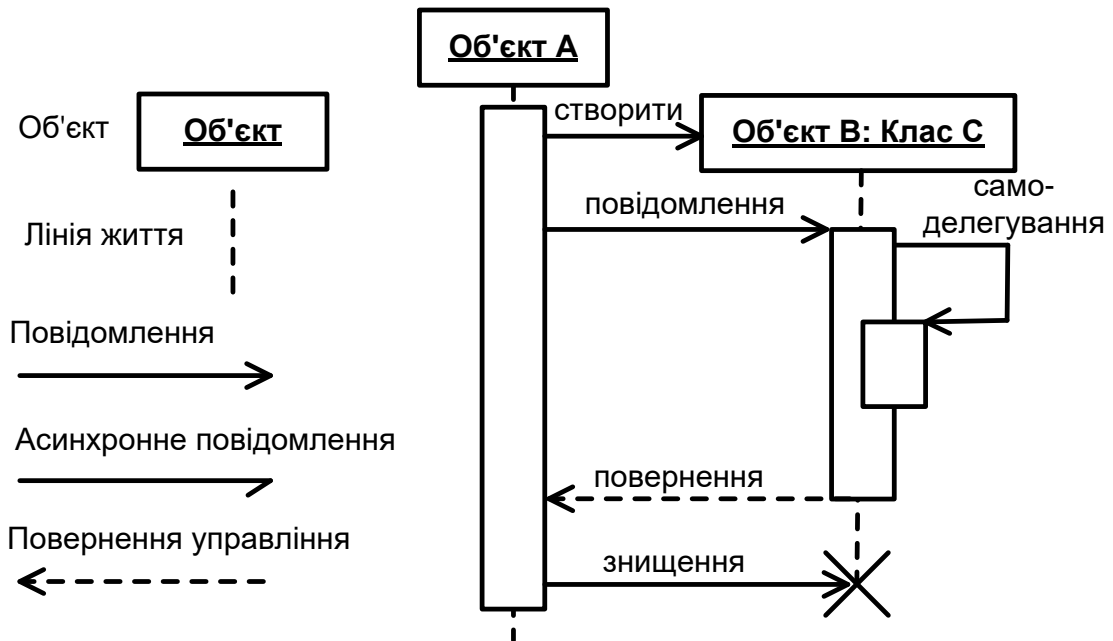 Об'єкт А
створити
Об'єкт
Об'єкт
Об'єкт В: Клас С
само-
делегування
повідомлення
Лінія життя
Повідомлення
Асинхронне повідомлення
повернення
Повернення управління
знищення